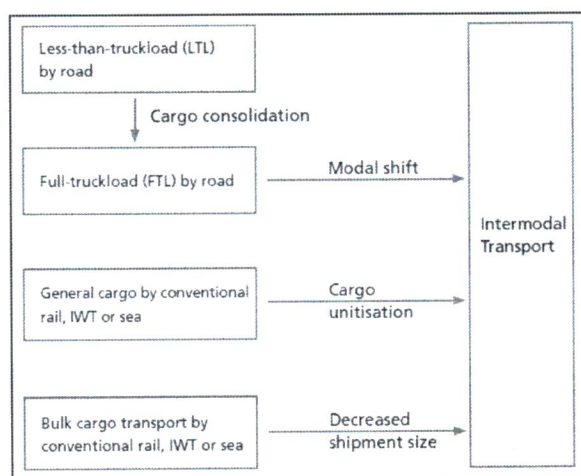 Less-than-truckload (LTL)
by road
Cargo consolidation
Full-truckload (FTL) by road
Modal shift
Intermodal
Transport
General cargo by conventional
rail, IWT or sea
Cargo
unitisation
Bulk cargo transport by
conventional rail, IWT or sea
Decreased
shipment size